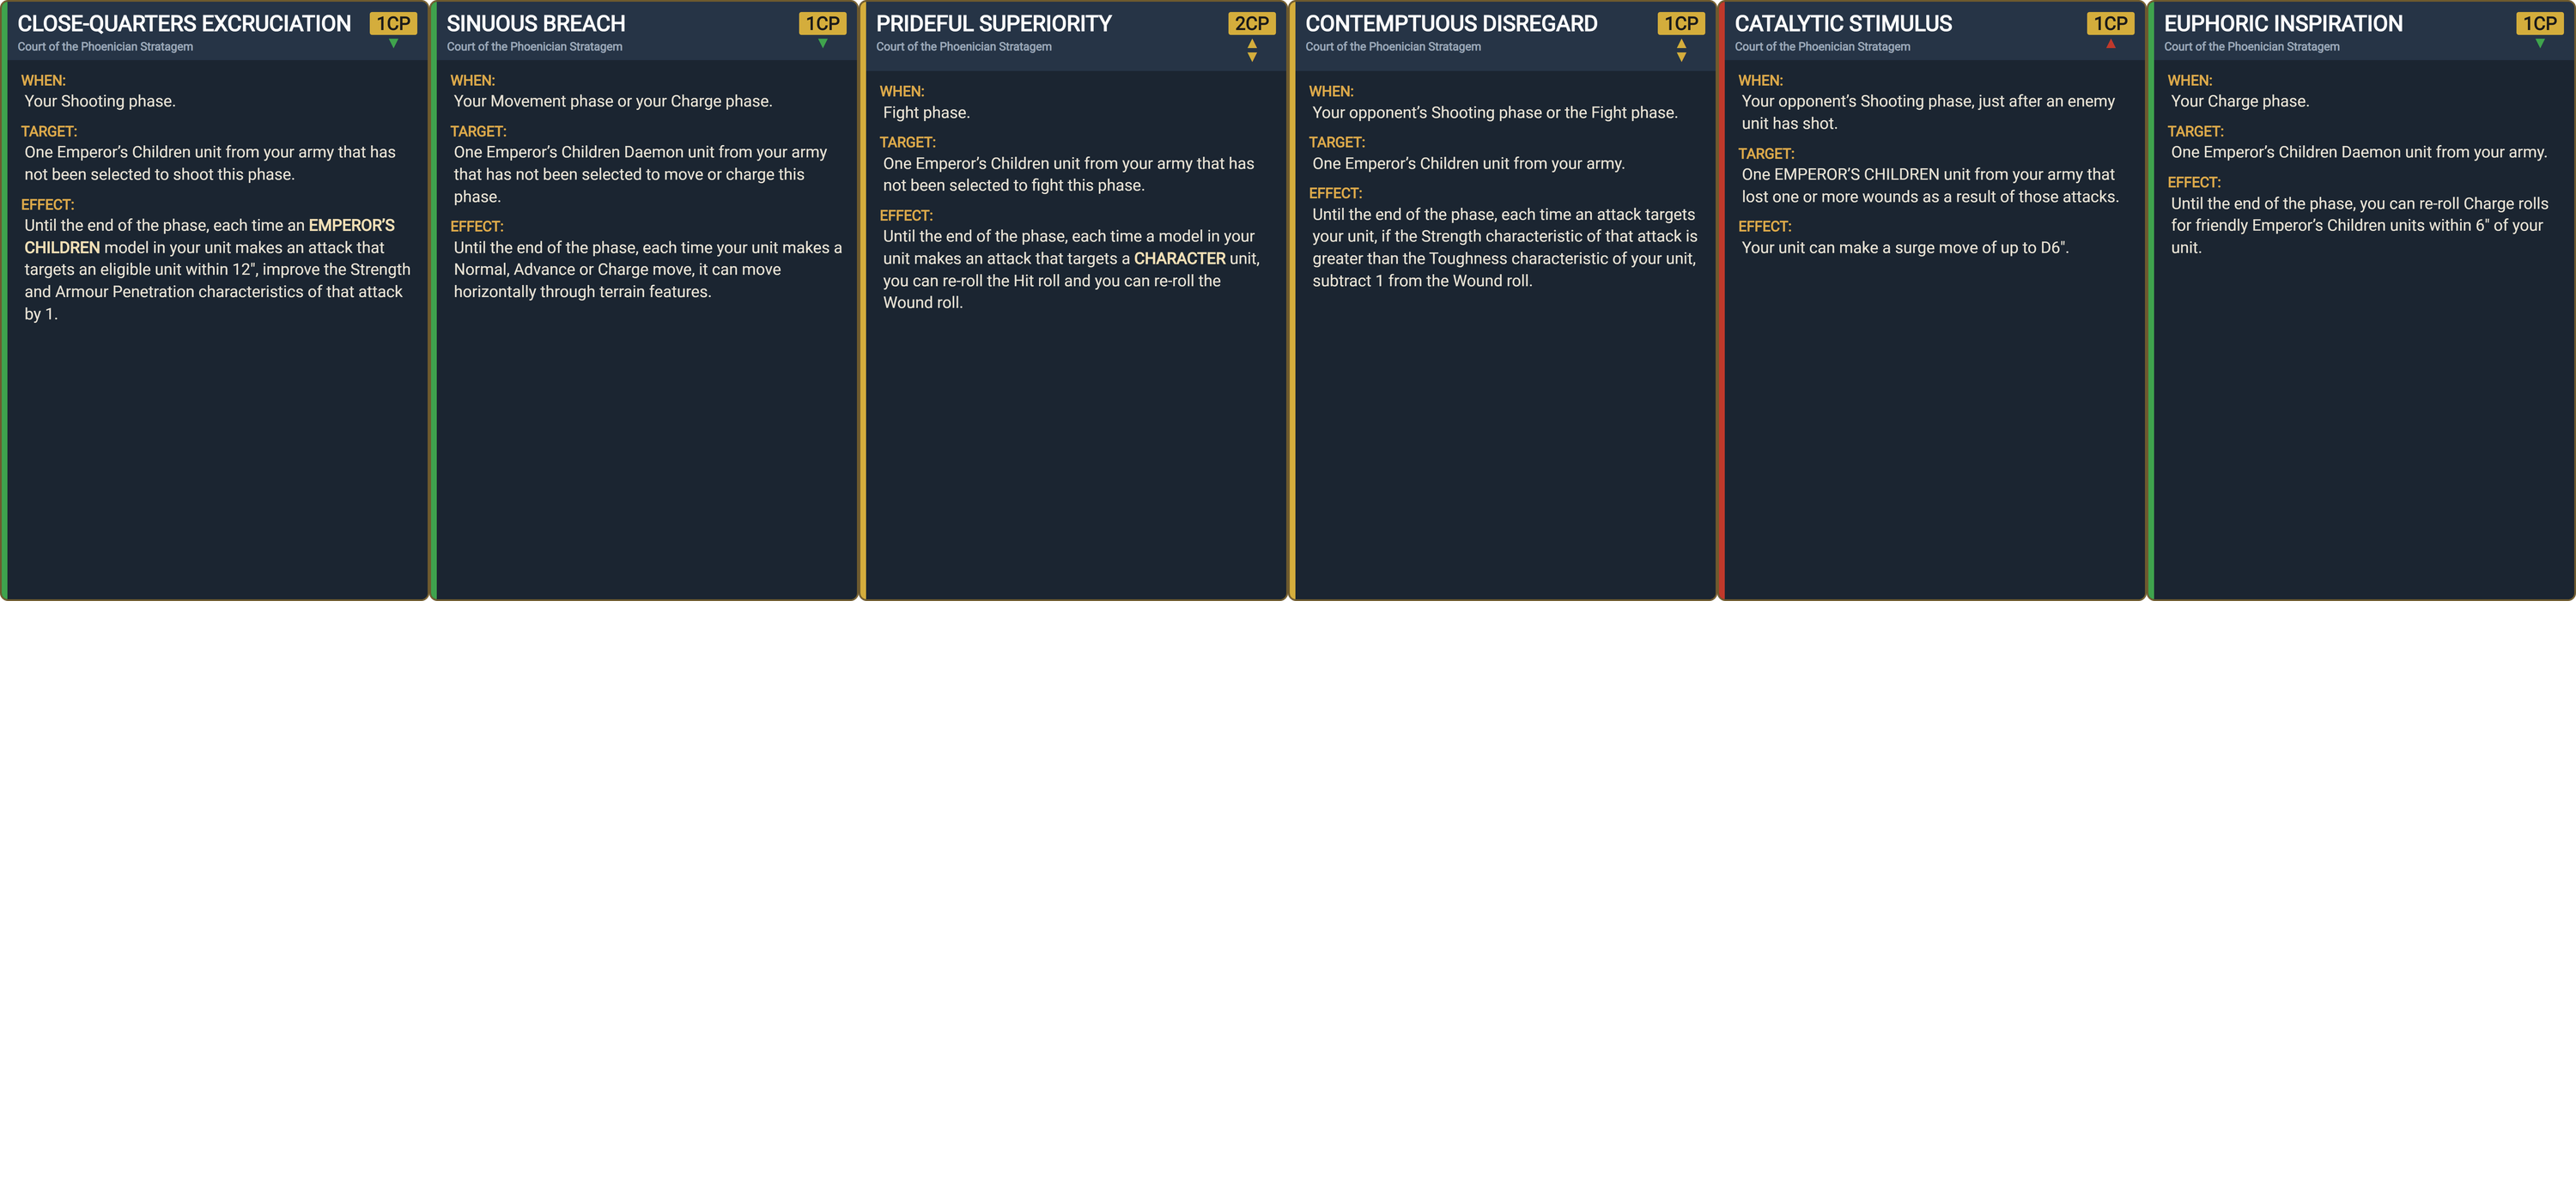 CLOSE-QUARTERS EXCRUCIATION
1CP
Court of the Phoenician Stratagem
▼
WHEN:
Your Shooting phase.
TARGET:
One Emperor’s Children unit from your army that has
not been selected to shoot this phase.
EFFECT:
Until the end of the phase, each time an EMPEROR’S
CHILDREN model in your unit makes an attack that
targets an eligible unit within 12", improve the Strength
and Armour Penetration characteristics of that attack
by 1.
SINUOUS BREACH
1CP
Court of the Phoenician Stratagem
▼
WHEN:
Your Movement phase or your Charge phase.
TARGET:
One Emperor’s Children Daemon unit from your army
that has not been selected to move or charge this
phase.
EFFECT:
Until the end of the phase, each time your unit makes a
Normal, Advance or Charge move, it can move
horizontally through terrain features.
PRIDEFUL SUPERIORITY
2CP
Court of the Phoenician Stratagem
▲
▼
WHEN:
Fight phase.
TARGET:
One Emperor’s Children unit from your army that has
not been selected to fight this phase.
EFFECT:
Until the end of the phase, each time a model in your
unit makes an attack that targets a CHARACTER unit,
you can re-roll the Hit roll and you can re-roll the
Wound roll.
CONTEMPTUOUS DISREGARD
1CP
Court of the Phoenician Stratagem
▲
▼
WHEN:
Your opponent’s Shooting phase or the Fight phase.
TARGET:
One Emperor’s Children unit from your army.
EFFECT:
Until the end of the phase, each time an attack targets
your unit, if the Strength characteristic of that attack is
greater than the Toughness characteristic of your unit,
subtract 1 from the Wound roll.
CATALYTIC STIMULUS
1CP
Court of the Phoenician Stratagem
▲
WHEN:
Your opponent’s Shooting phase, just after an enemy
unit has shot.
TARGET:
One EMPEROR’S CHILDREN unit from your army that
lost one or more wounds as a result of those attacks.
EFFECT:
Your unit can make a surge move of up to D6".
EUPHORIC INSPIRATION
1CP
Court of the Phoenician Stratagem
▼
WHEN:
Your Charge phase.
TARGET:
One Emperor’s Children Daemon unit from your army.
EFFECT:
Until the end of the phase, you can re-roll Charge rolls
for friendly Emperor’s Children units within 6" of your
unit.